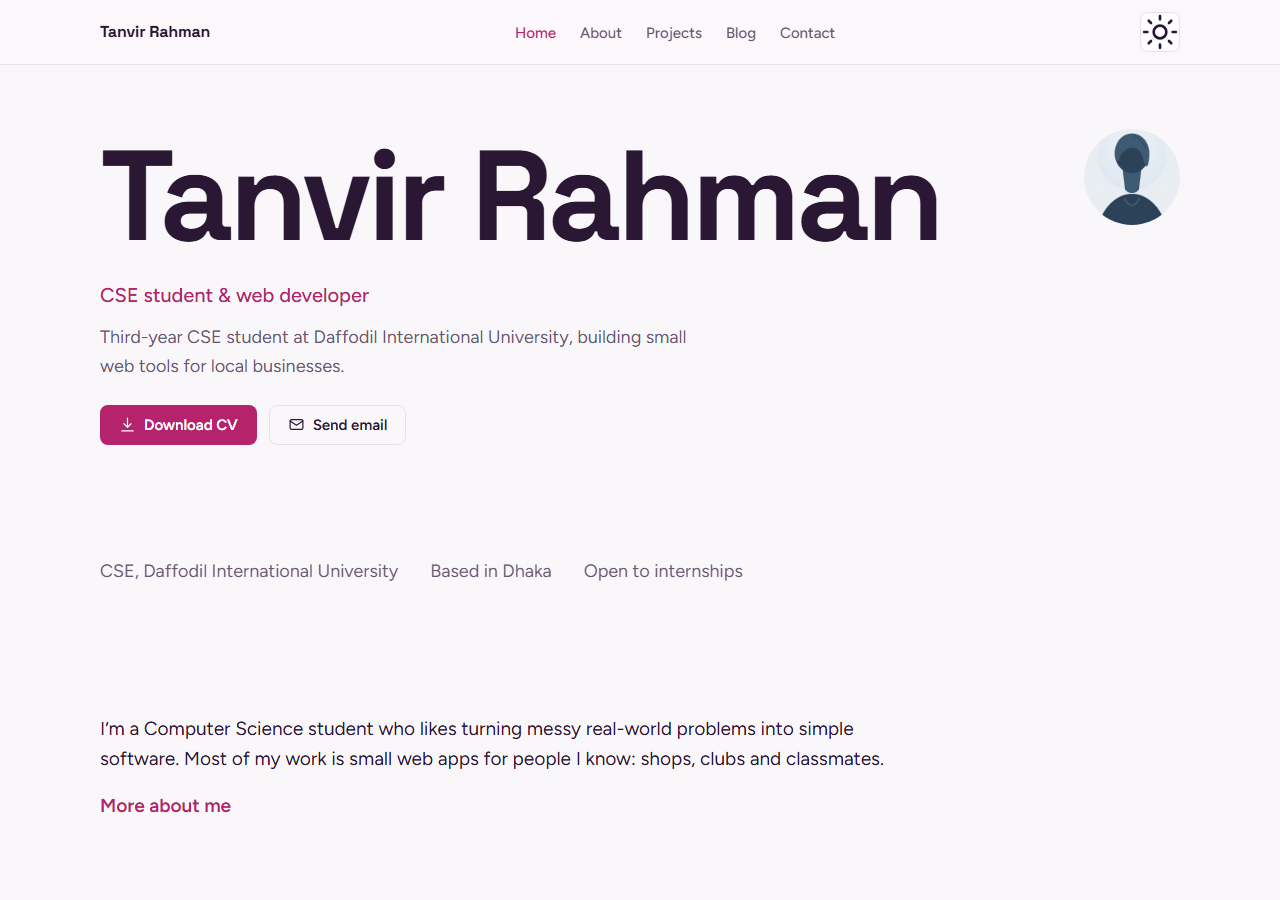 Tanvir Rahman
Home About Projects Blog Contact
Tanvir Rahman
CSE student & web developer
Third-year CSE student at Daffodil International University, building small
web tools for local businesses.
Download CV Send email
CSE, Daffodil International University Based in Dhaka Open to internships
I’m a Computer Science student who likes turning messy real-world problems into simple
software. Most of my work is small web apps for people I know: shops, clubs and classmates.
More about me